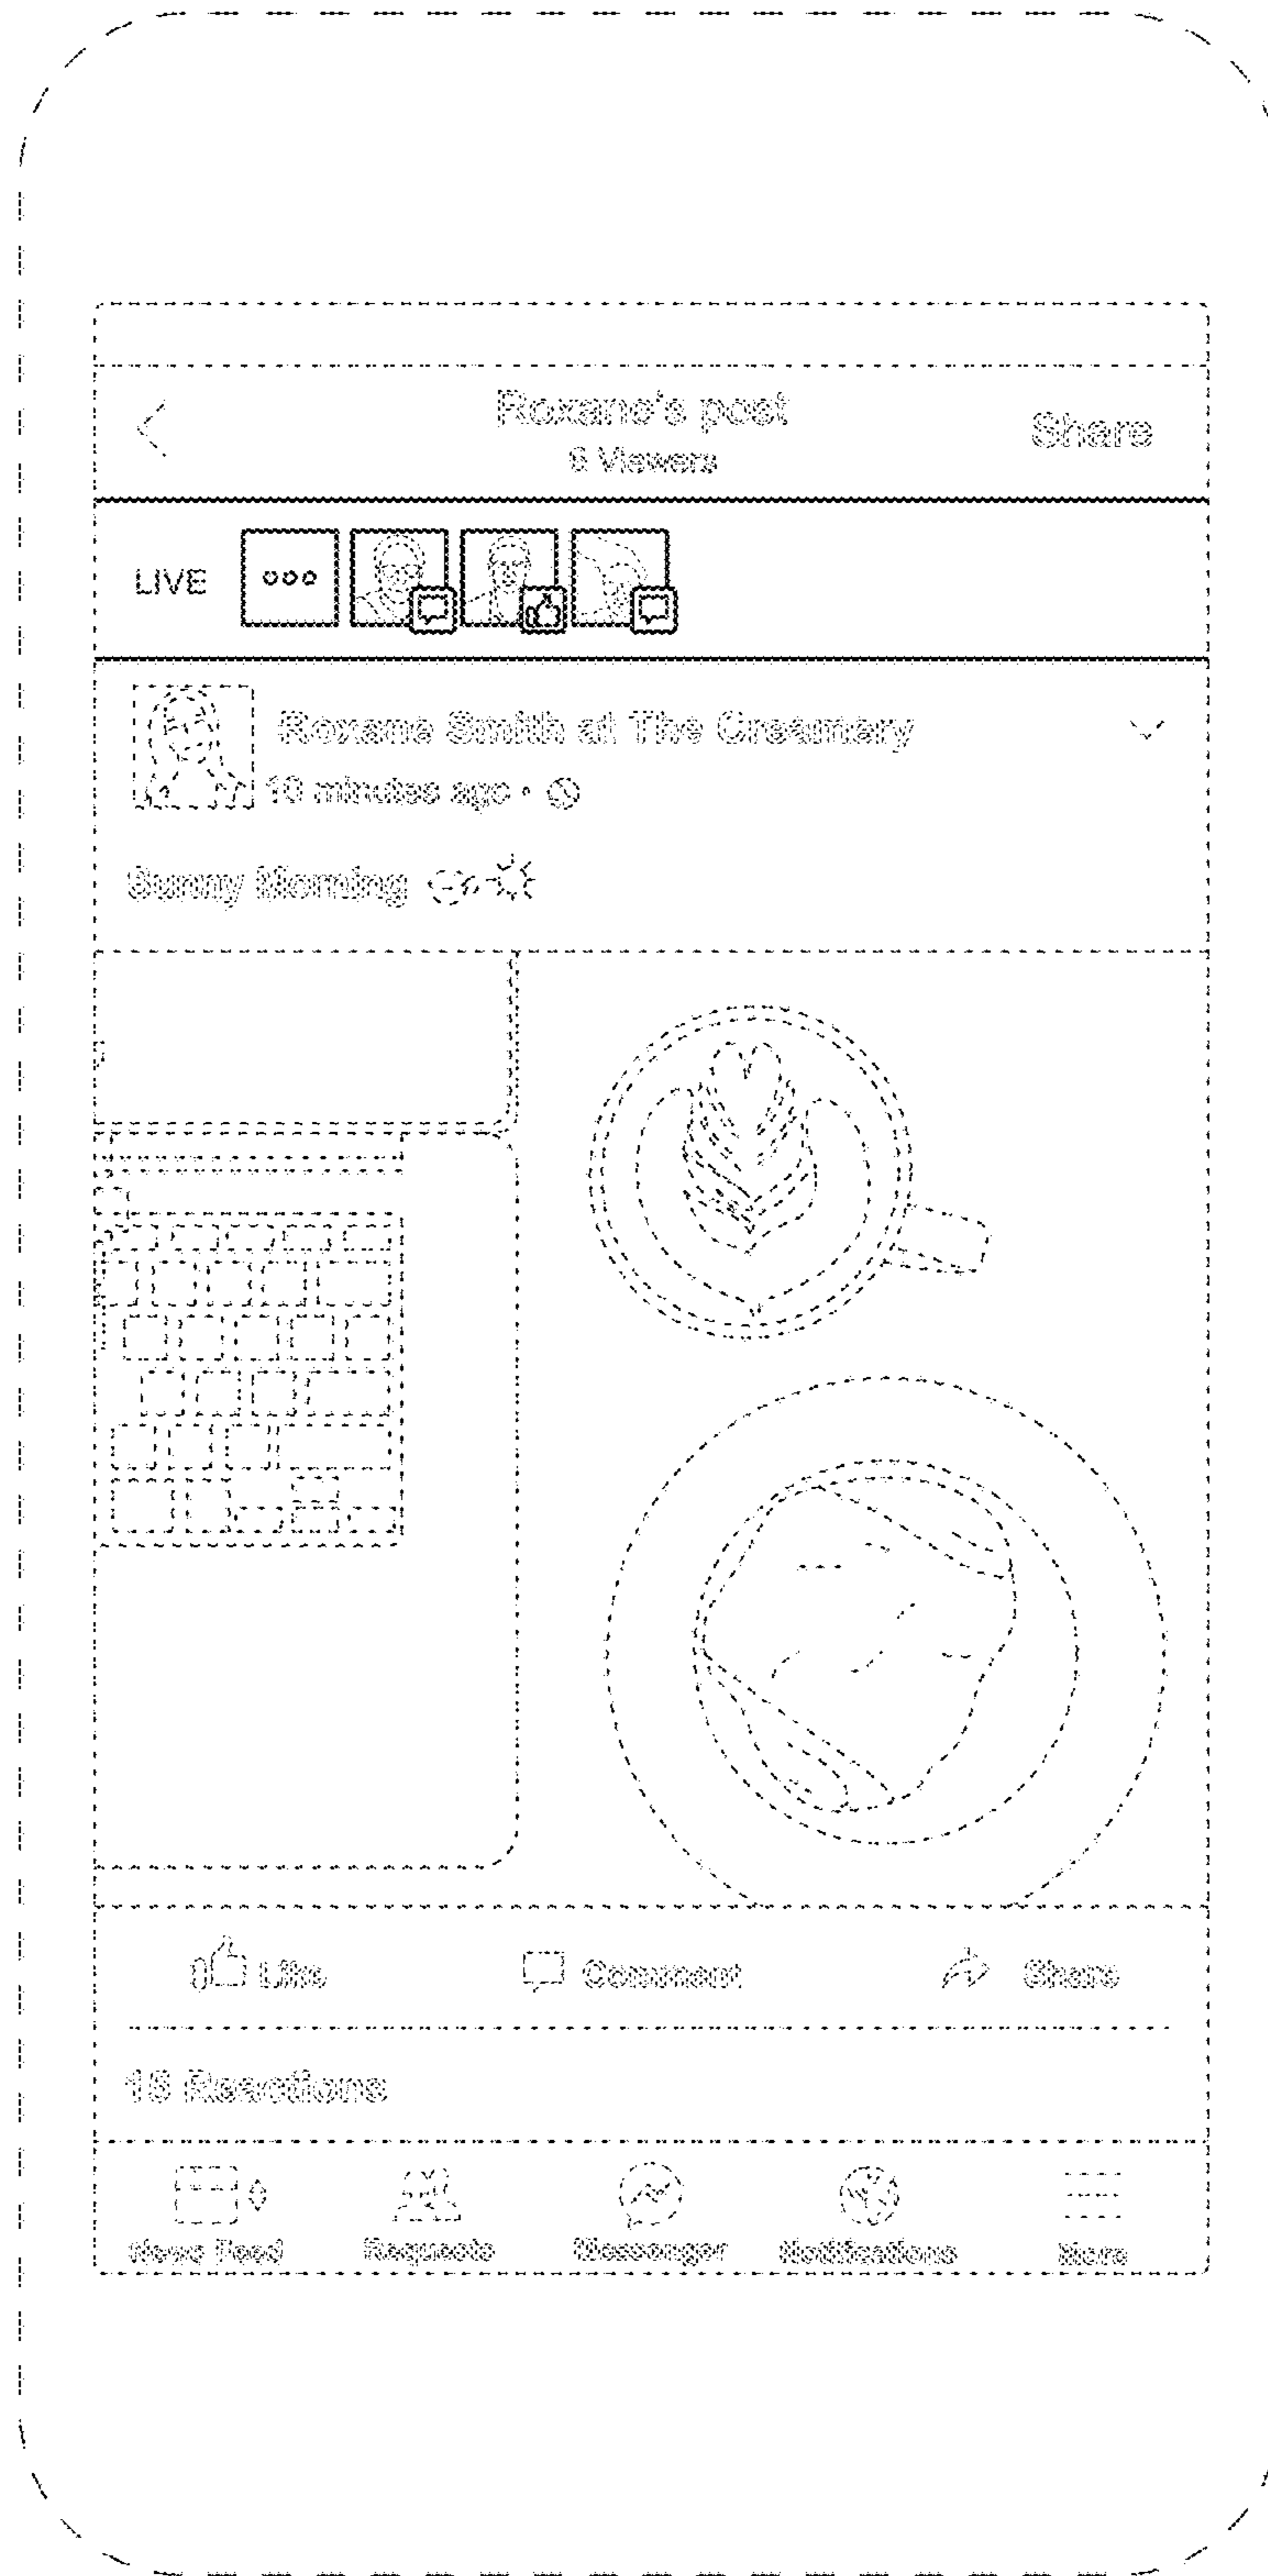 Roxane's post
Share
6 Viewers
LIVE
Roxane Smith at The Creamery
10 minutes ago •
Sunny Morning
Like
Comment
Share
18 Reactions
News Feed
Requests
Messenger
Notifications
More